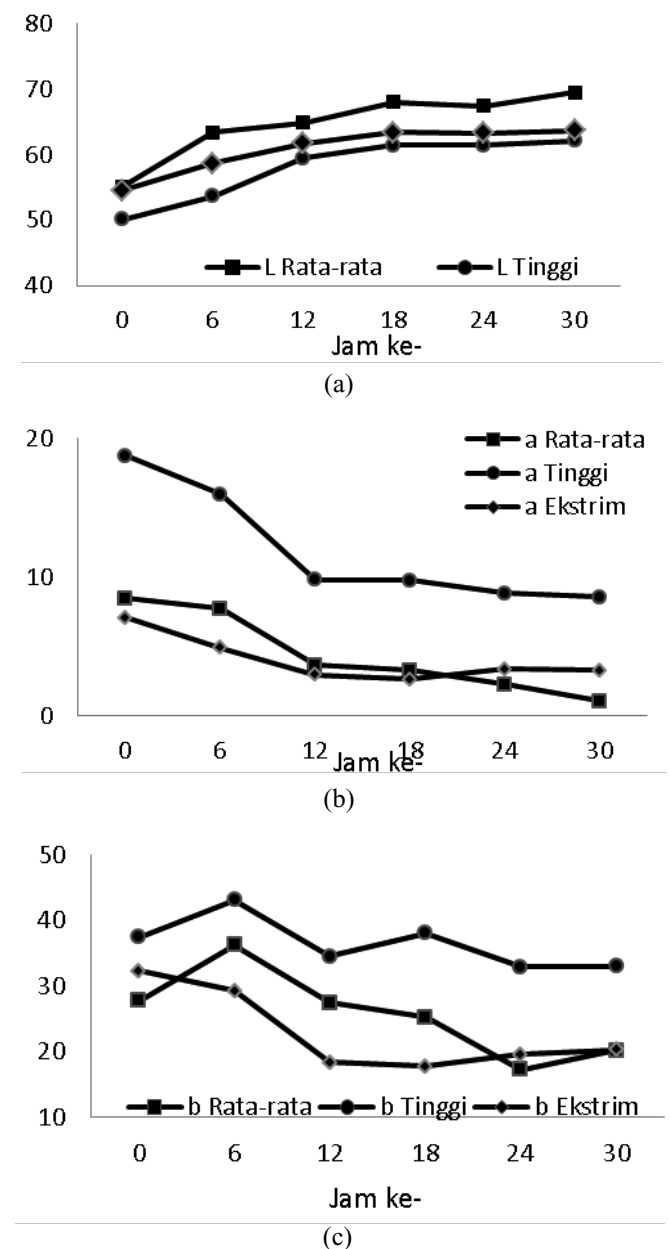 80
70
60
50
40
L Rata-rata L Tinggi
0 6 12 18 24 30
Jam ke-
(a)
20
10
0
a Rata-rata
a Tinggi
a Ekstrim
0 6 12 18 24 30
Jam ke-
(b)
50
40
30
20
10
b Rata-rata b Tinggi b Ekstrim
0 6 12 18 24 30
Jam ke-
(c)